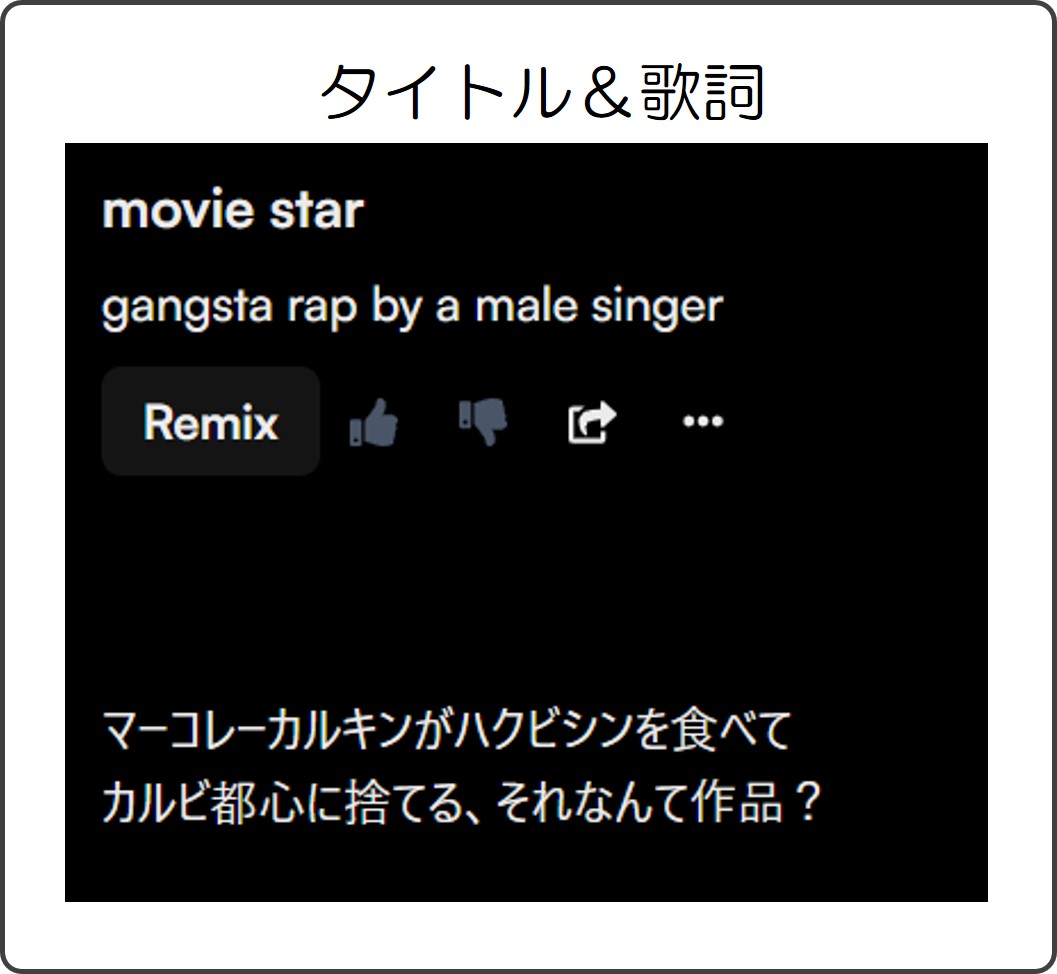 タイトル＆歌詞
movie star
gangsta rap by a male singer
Remix
マーコレーカルキンがハクビシンを食べて
カルビ都心に捨てる、それなんて作品？